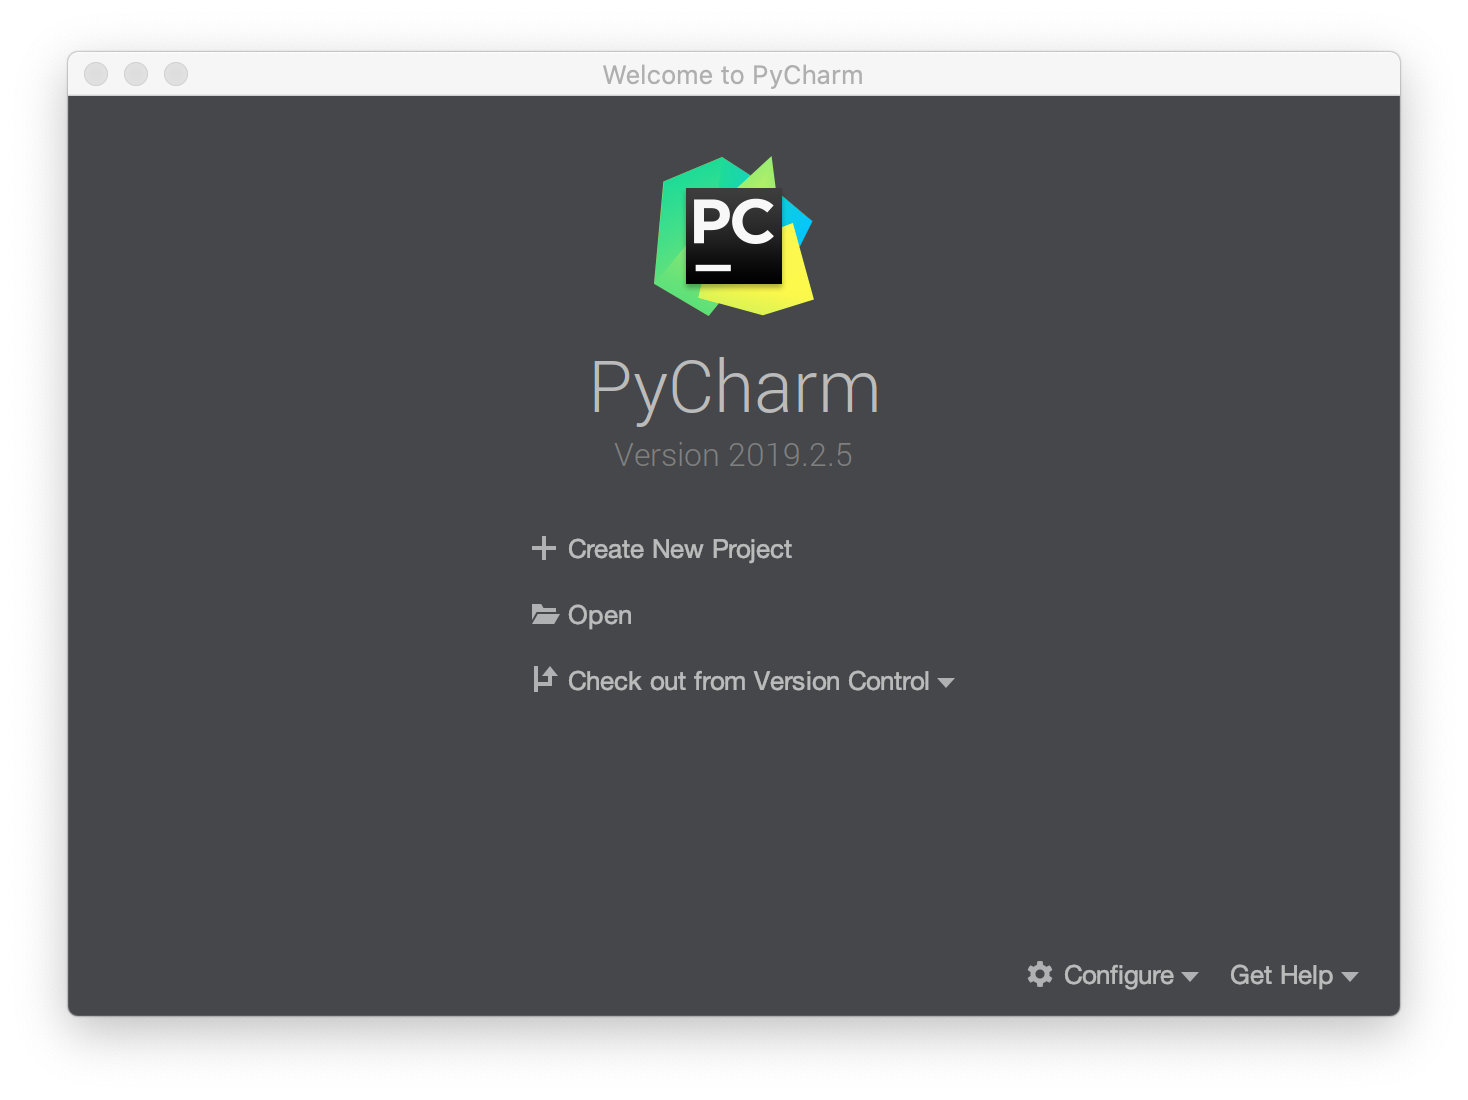 Welcome to PyCharm
PC
PyCharm
Version 2019.2.5
Create New Project
Open
Check out from Version Control
Configure
Get Help